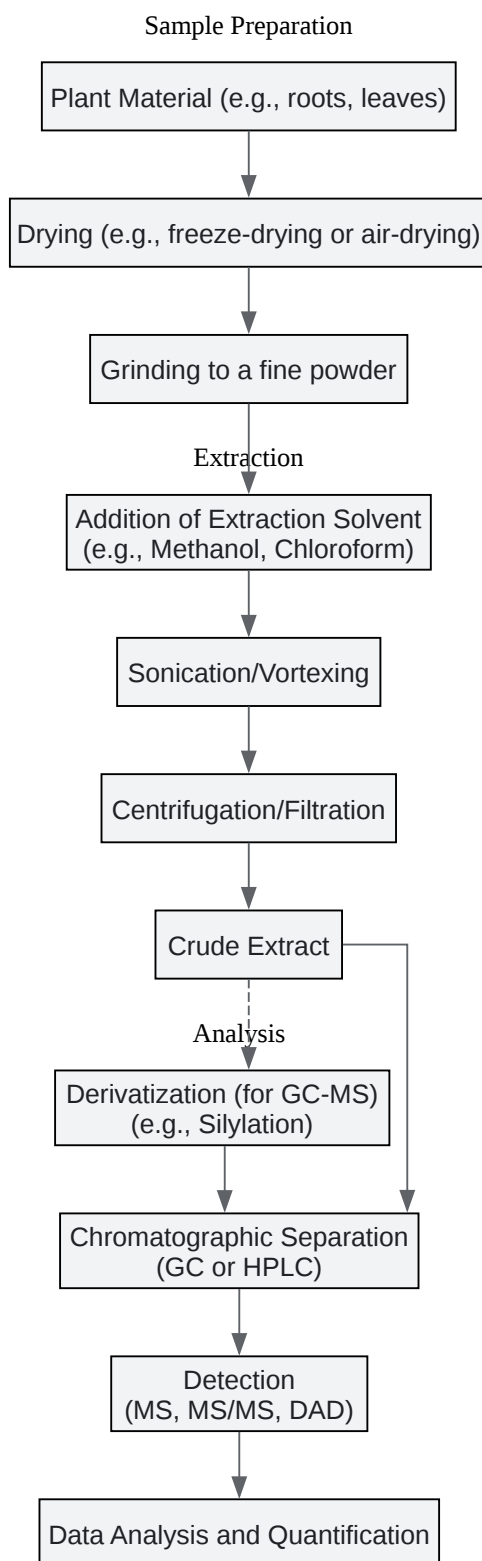 Sample Preparation
Plant Material (e.g., roots, leaves)
Drying (e.g., freeze-drying or air-drying)
Grinding to a fine powder
Extraction
Addition of Extraction Solvent
(e.g., Methanol, Chloroform)
Sonication/Vortexing
Centrifugation/Filtration
Crude Extract
Analysis
Derivatization (for GC-MS)
(e.g., Silylation)
Chromatographic Separation
(GC or HPLC)
Detection
(MS, MS/MS, DAD)
Data Analysis and Quantification